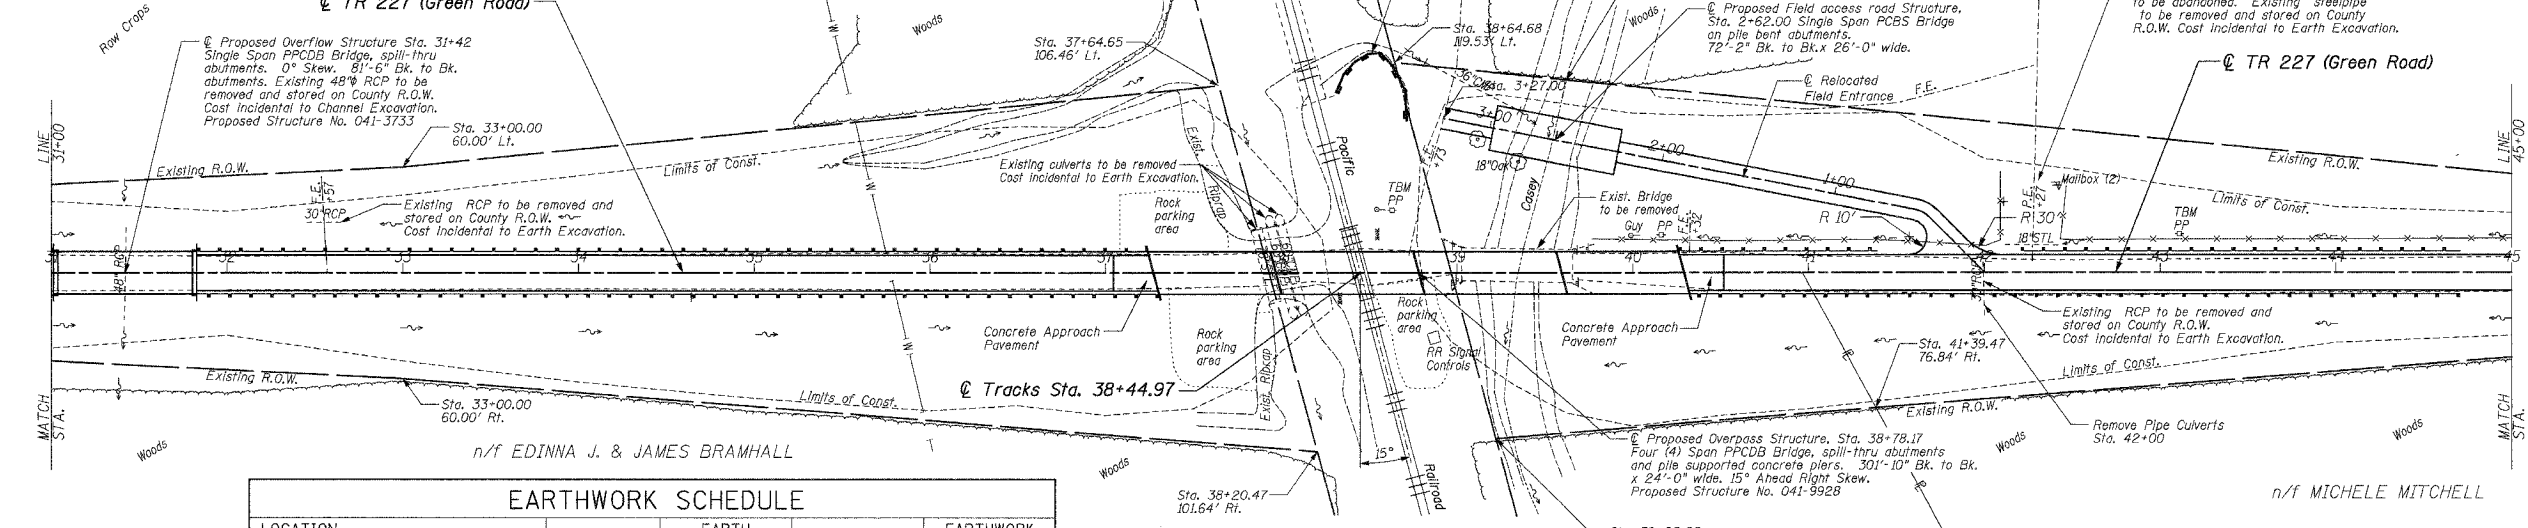 ℄ TR 227 (Green Road)
Row Crops
℄ Proposed Overflow Structure Sta. 31+42
Single Span PPCDB Bridge, spill-thru
abutments. 0° Skew. 81'-6" Bk. to Bk.
abutments. Existing 48"φ RCP to be
removed and stored on County R.O.W.
Cost incidental to Channel Excavation.
Proposed Structure No. 041-3733
W
Woods
Sta. 37+64.65
106.46' Lt.
Sta. 38+64.68
119.53' Lt.
Woods
℄ Proposed Field access road Structure.
Sta. 2+62.00 Single Span PCBS Bridge
on pile bent abutments.
72'-2" Bk. to Bk.x 26'-0" wide.
to be abandoned. Existing steelpipe
to be removed and stored on County
R.O.W. Cost Incidental to Earth Excavation.
℄ TR 227 (Green Road)
℄ Relocated
Field Entrance
F.E.
Sta. 3+27.00
3+00
2+00
1+00
LINE
31+00
Sta. 33+00.00
60.00' Lt.
Existing R.O.W.
Limits of Const.
F.E.
+57
30"RCP
Existing RCP to be removed and
stored on County R.O.W.
Cost Incidental to Earth Excavation.
W
Existing culverts to be removed
Cost incidental to Earth Excavation.
Exist.
Riprap
Rock
parking
area
Pacific
F.E.
+73
18"Oak
TBM
PP
Casey
Exist. Bridge
to be removed
Guy
PP
F.E.
+32
R 10'
R 30'
P.E.
+27
Mailbox (2)
18"STL
TBM
PP
Limits of Const.
Existing R.O.W.
LINE
45+00
48" RCP
32
33
34
35
36
37
39
40
41
42
43
44
45
Concrete Approach
Pavement
Rock
parking
area
Exist. Riprap
Rock
parking
area
RR Signal
Controls
Concrete Approach
Pavement
Existing RCP to be removed and
stored on County R.O.W.
Cost Incidental to Earth Excavation.
Sta. 41+39.47
76.84' Rt.
W
℄ Tracks Sta. 38+44.97
Existing R.O.W.
Limits of Const.
Sta. 33+00.00
60.00' Rt.
Limits of Const.
Existing R.O.W.
MATCH
STA.
Woods
n/f EDINNA J. & JAMES BRAMHALL
Woods
15°
Railroad
Sta. 38+20.47
101.64' Rt.
℄ Proposed Overpass Structure, Sta. 38+78.17
Four (4) Span PPCDB Bridge, spill-thru abutments
and pile supported concrete piers. 301'-10" Bk. to Bk.
x 24'-0" wide. 15° Ahead Right Skew.
Proposed Structure No. 041-9928
Remove Pipe Culverts
Sta. 42+00
Woods
Woods
MATCH
STA.
n/f MICHELE MITCHELL
EARTHWORK SCHEDULE
LOCATION
EARTH
EARTHWORK